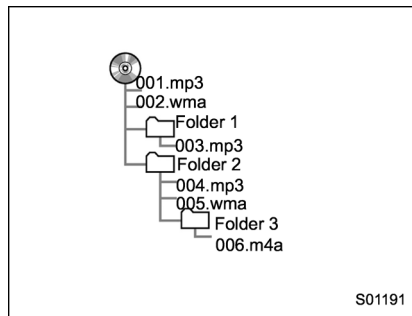 001.mp3
002.wma
Folder 1
003.mp3
Folder 2
004.mp3
005.wma
Folder 3
006.m4a
S01191